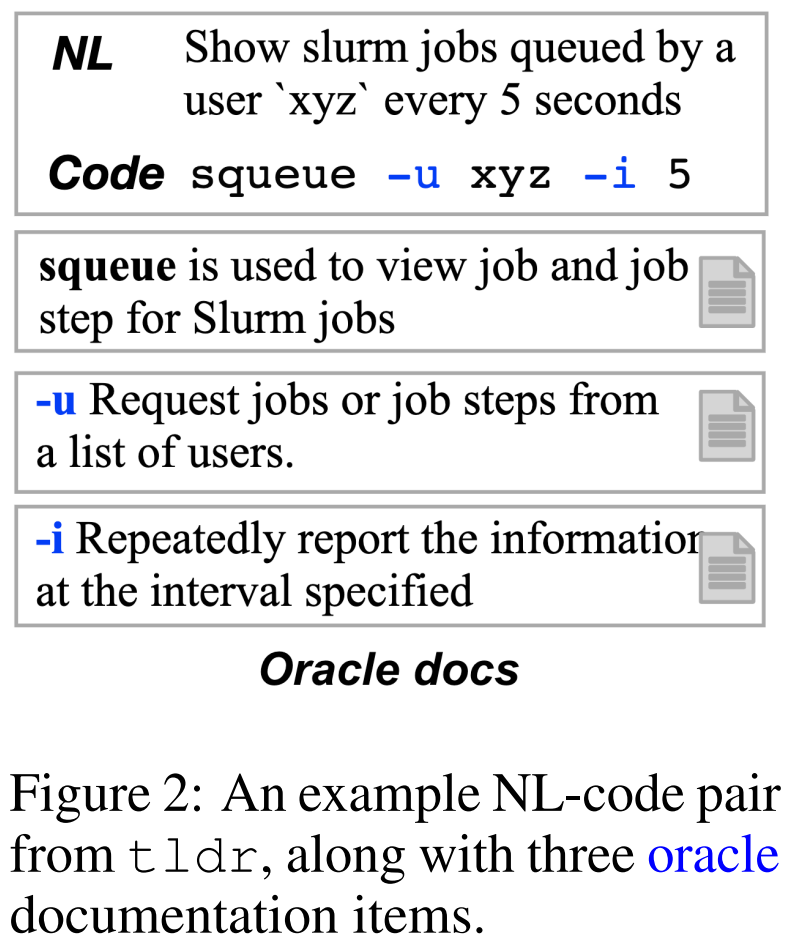 NL Show slurm jobs queued by a
user `xyz` every 5 seconds
Code squeue -u xyz -i 5
squeue is used to view job and job
step for Slurm jobs
-u Request jobs or job steps from
a list of users.
-i Repeatedly report the information
at the interval specified
Oracle docs
Figure 2: An example NL-code pair
from tldr, along with three oracle
documentation items.